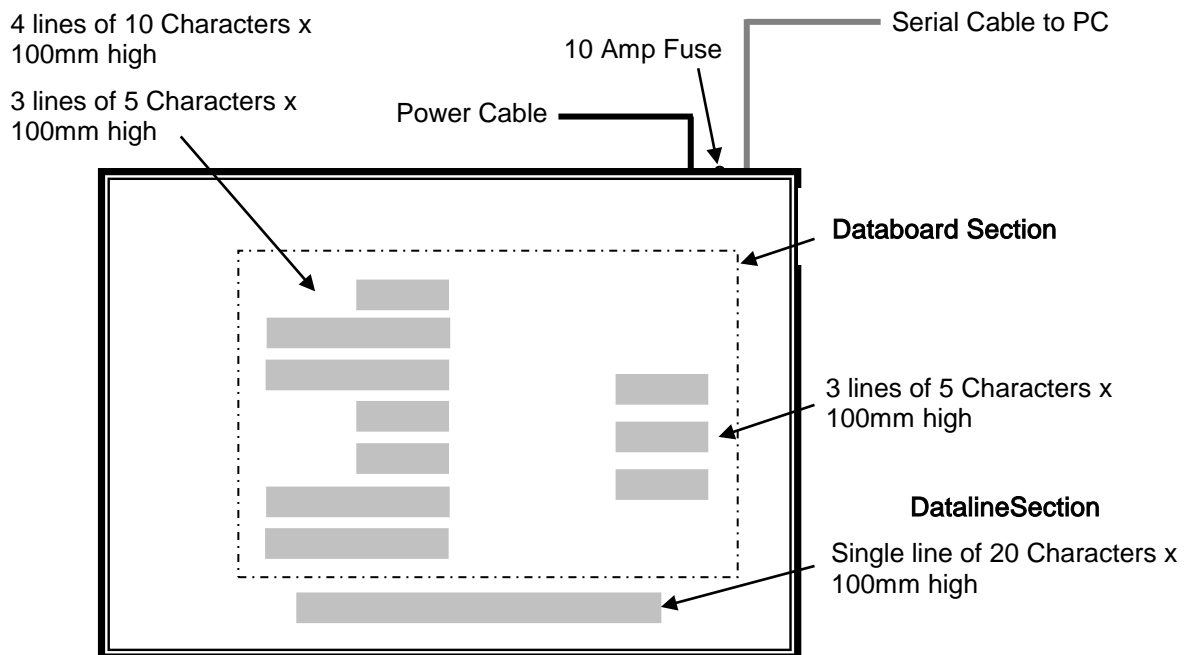 4 lines of 10 Characters x
100mm high
3 lines of 5 Characters x
100mm high
Serial Cable to PC
10 Amp Fuse
Power Cable
Databoard Section
3 lines of 5 Characters x
100mm high
DatalineSection
Single line of 20 Characters x
100mm high